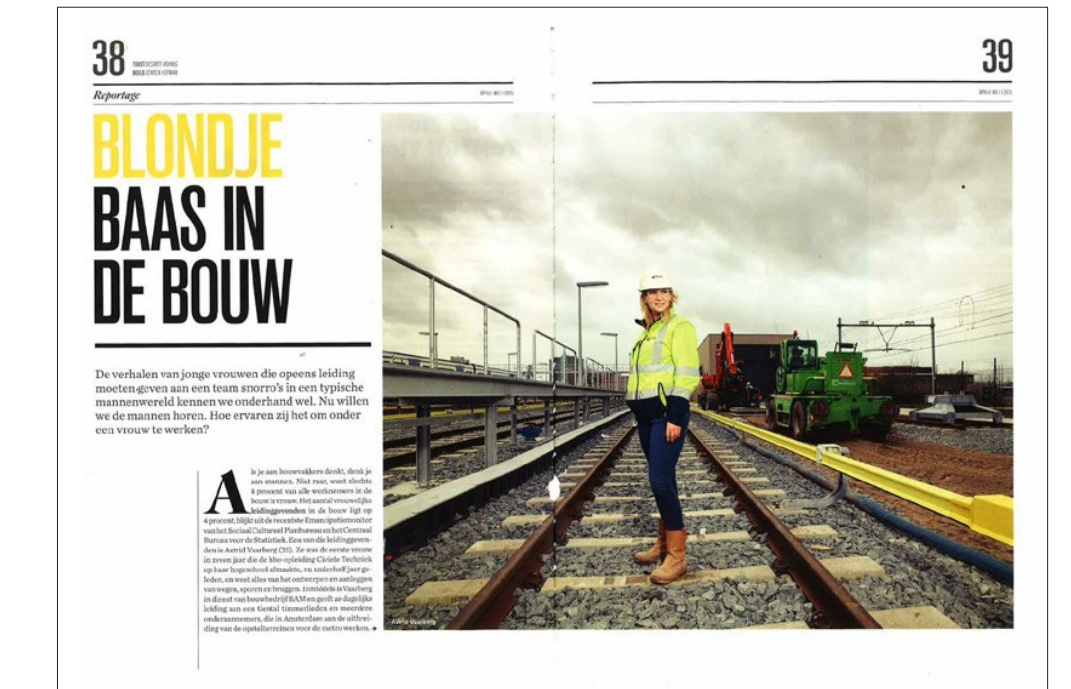 38
39
Reportage
BLONDJE
BAAS IN
DE BOUW
De verhalen van jonge vrouwen die opeens leiding
moeten geven aan een team snorro's in een typische
mannenwereld kennen we onderhand wel. Nu willen
we de mannen horen. Hoe ervaren zij het om onder
een vrouw te werken?
Als je aan bouwvakkers denkt, denk je
aan mannen. Niet raar, want slechts
8 procent van alle werknemers in de
bouw is vrouw. Het aantal vrouwelijke
leidinggevenden in de bouw ligt op
4 procent, blijkt uit de recentste Emancipatiemonitor
van het Sociaal Cultureel Planbureau en het Centraal
Bureau voor de Statistiek. Een van die leidinggeven-
den is Astrid Vaarberg (25). Ze was de eerste vrouw
in zeven jaar die de hbo-opleiding Civiele Techniek
op haar hogeschool afmaakte, nu anderhalf jaar ge-
leden, en weet alles van het ontwerpen en aanleggen
van wegen, sporen en bruggen. Inmiddels is Vaarberg
in dienst van bouwbedrijf BAM en geeft ze dagelijks
leiding aan een tiental timmerlieden en meerdere
onderaannemers, die in Amsterdam aan de uitbrei-
ding van de opstelterreinen voor de metro werken.
Astrid Vaarberg